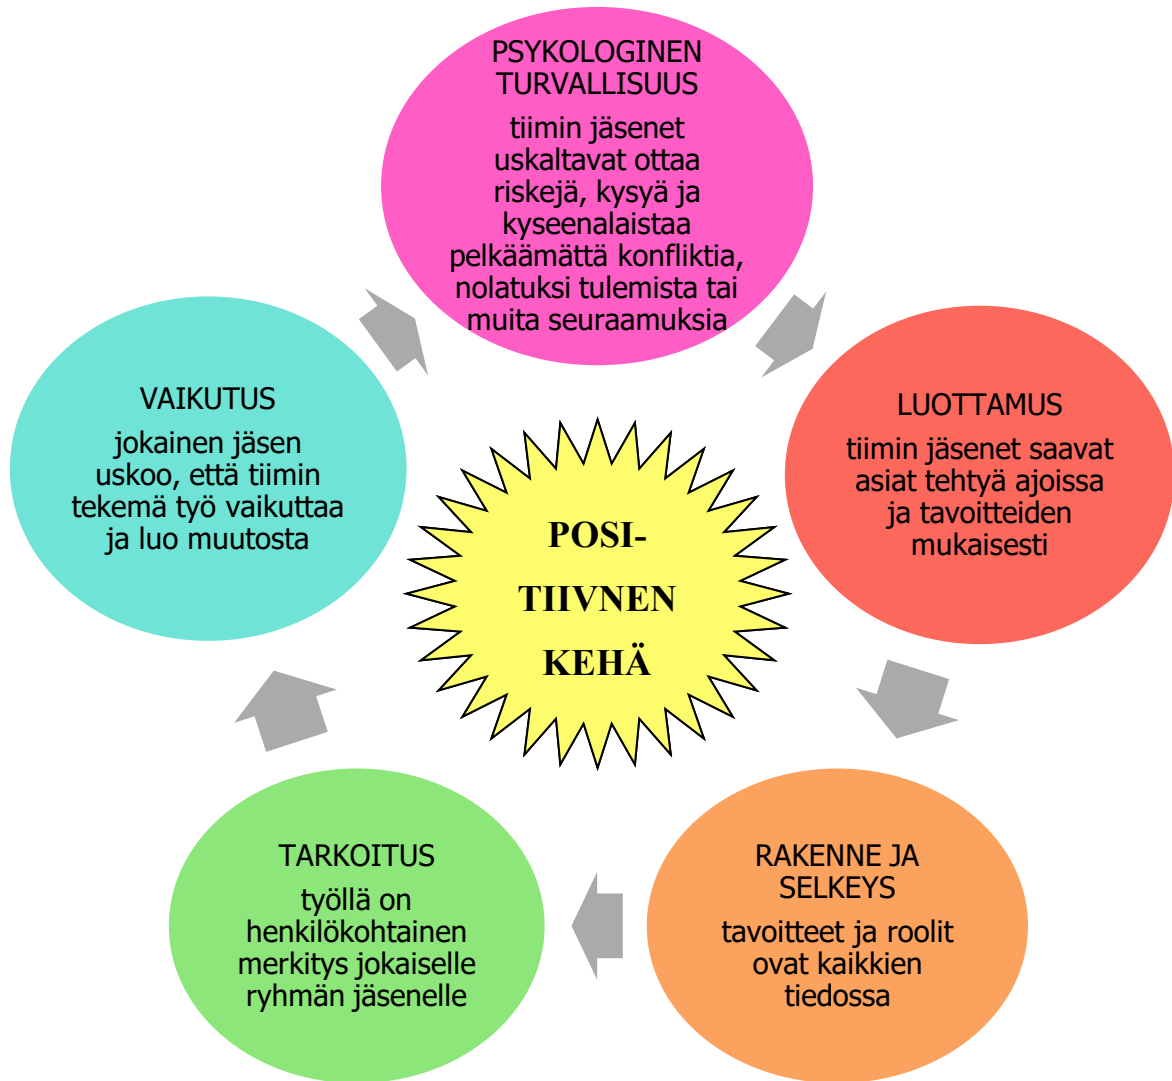 PSYKOLOGINEN
TURVALLISUUS
tiimin jäsenet
uskaltavat ottaa
riskejä, kysyä ja
kyseenalaistaa
pelkäämättä konfliktia,
nolatuksi tulemista tai
muita seuraamuksia
LUOTTAMUS
tiimin jäsenet saavat
asiat tehtyä ajoissa
ja tavoitteiden
mukaisesti
RAKENNE JA
SELKEYS
tavoitteet ja roolit
ovat kaikkien
tiedossa
TARKOITUS
työllä on
henkilökohtainen
merkitys jokaiselle
ryhmän jäsenelle
VAIKUTUS
jokainen jäsen
uskoo, että tiimin
tekemä työ vaikuttaa
ja luo muutosta
POSI-
TIIVNEN
KEHÄ